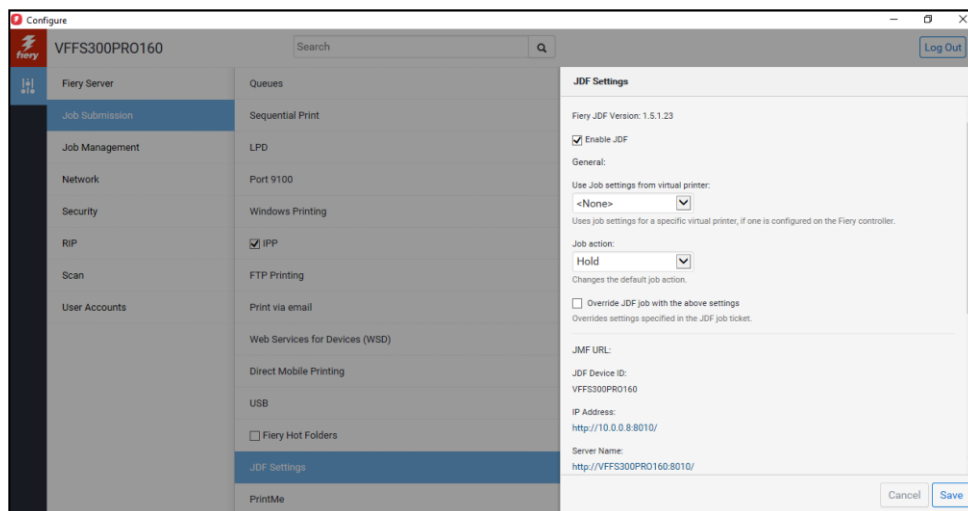 Configure
fiery
VFFS300PRO160
Search
Log Out
Fiery Server
Job Submission
Job Management
Network
Security
RIP
Scan
User Accounts
Queues
Sequential Print
LPD
Port 9100
Windows Printing
IPP
FTP Printing
Print via email
Web Services for Devices (WSD)
Direct Mobile Printing
USB
Fiery Hot Folders
JDF Settings
PrintMe
JDF Settings
Fiery JDF Version: 1.5.1.23
Enable JDF
General:
Use Job settings from virtual printer:
<None>
Uses job settings for a specific virtual printer, if one is configured on the Fiery controller.
Job action:
Hold
Changes the default job action.
Override JDF job with the above settings
Overrides settings specified in the JDF job ticket.
JMF URL:
JDF Device ID:
VFFS300PRO160
IP Address:
http://10.0.0.8:8010/
Server Name:
http://VFFS300PRO160:8010/
Cancel
Save